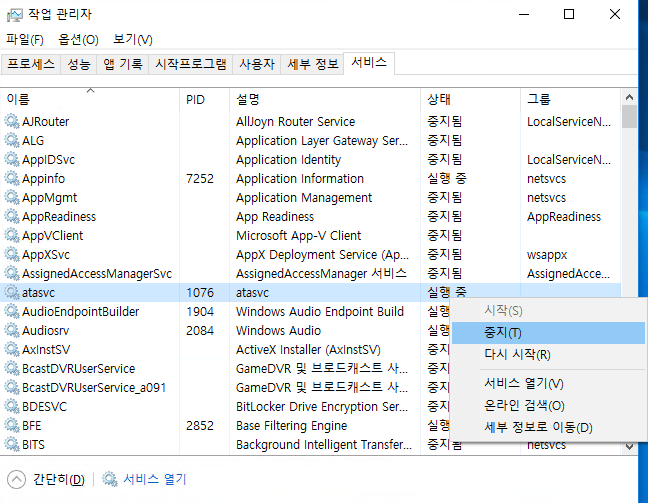 작업 관리자
파일(F) 옵션(O) 보기(V)
프로세스 성능 앱 기록 시작프로그램 사용자 세부 정보 서비스
이름 PID 설명 상태 그룹
AJRouter AllJoyn Router Service 중지됨 LocalServiceN...
ALG Application Layer Gateway Ser... 중지됨
AppIDSvc Application Identity 중지됨 LocalServiceN...
Appinfo 7252 Application Information 실행 중 netsvcs
AppMgmt Application Management 중지됨 netsvcs
AppReadiness App Readiness 중지됨 AppReadiness
AppVClient Microsoft App-V Client 중지됨
AppXSvc AppX Deployment Service (Ap... 중지됨 wsappx
AssignedAccessManagerSvc AssignedAccessManager 서비스 중지됨 AssignedAcce...
atasvc 1076 atasvc 실행 중
AudioEndpointBuilder 1904 Windows Audio Endpoint Build 실행
시작(S)
Audiosrv 2084 Windows Audio 실행
중지(T)
AxInstSV ActiveX Installer (AxInstSV) 중지
다시 시작(R)
BcastDVRUserService GameDVR 및 브로드캐스트 사... 중지
서비스 열기(V)
BcastDVRUserService_a091 GameDVR 및 브로드캐스트 사... 중지
온라인 검색(O)
BDESVC BitLocker Drive Encryption Ser... 중지
BFE 2852 Base Filtering Engine 실행
세부 정보로 이동(D)
BITS Background Intelligent Transfer... 중지됨 netsvcs
간단히(D) 서비스 열기